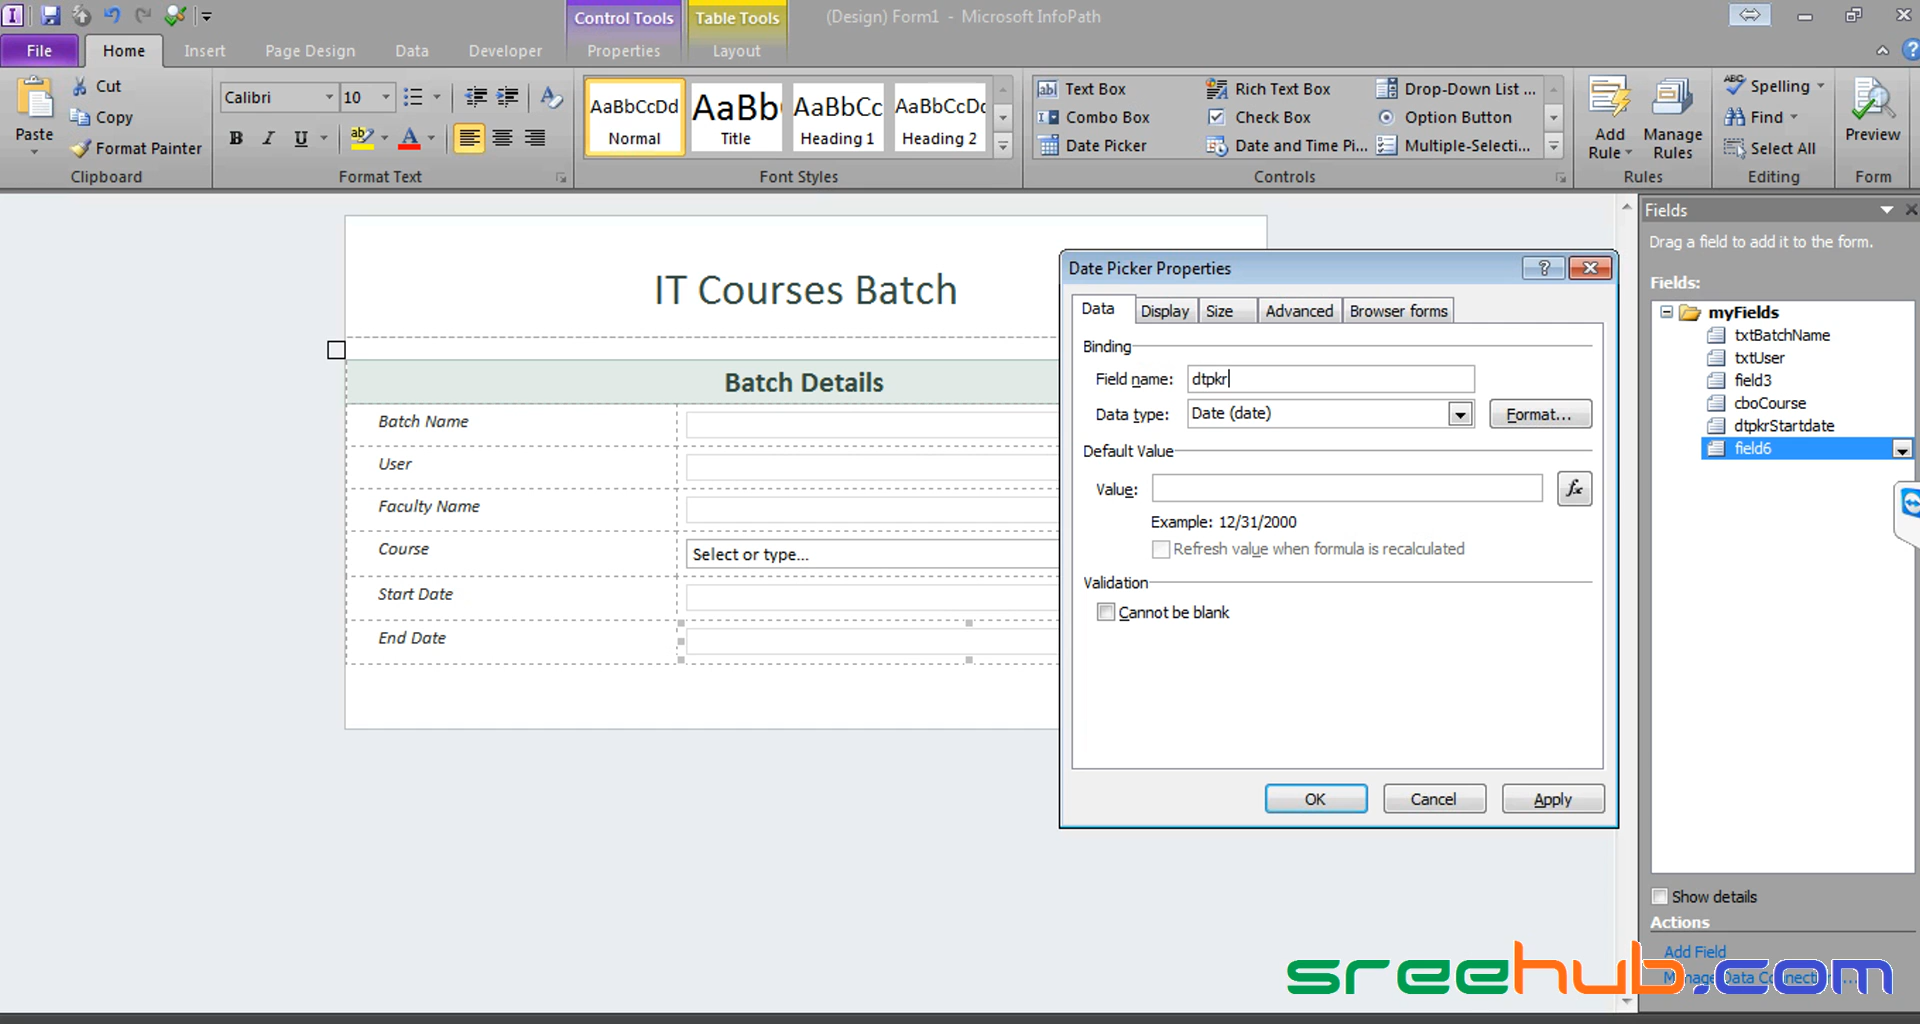 Control Tools
Table Tools
(Design) Form1 - Microsoft InfoPath
File
Home
Insert
Page Design
Data
Developer
Properties
Layout
Paste
Cut
Copy
Format Painter
Clipboard
Calibri
10
B I U
Format Text
AaBbCcDd
Normal
AaBb
Title
AaBbCc
Heading 1
AaBbCcDd
Heading 2
Font Styles
Text Box
Rich Text Box
Drop-Down List ...
Combo Box
Check Box
Option Button
Date Picker
Date and Time Pi...
Multiple-Selecti...
Controls
Add Rule
Manage Rules
Rules
Spelling
Find
Select All
Editing
Preview
Form
IT Courses Batch
Batch Details
Batch Name
User
Faculty Name
Course
Select or type...
Start Date
End Date
Date Picker Properties
Data
Display
Size
Advanced
Browser forms
Binding
Field name:
dtpkr
Data type:
Date (date)
Format...
Default Value
Value:
fx
Example: 12/31/2000
Refresh value when formula is recalculated
Validation
Cannot be blank
OK
Cancel
Apply
Fields
Drag a field to add it to the form.
Fields:
myFields
txtBatchName
txtUser
field3
cboCourse
dtpkrStartdate
field6
Show details
Actions
Add Field
sreehub.com